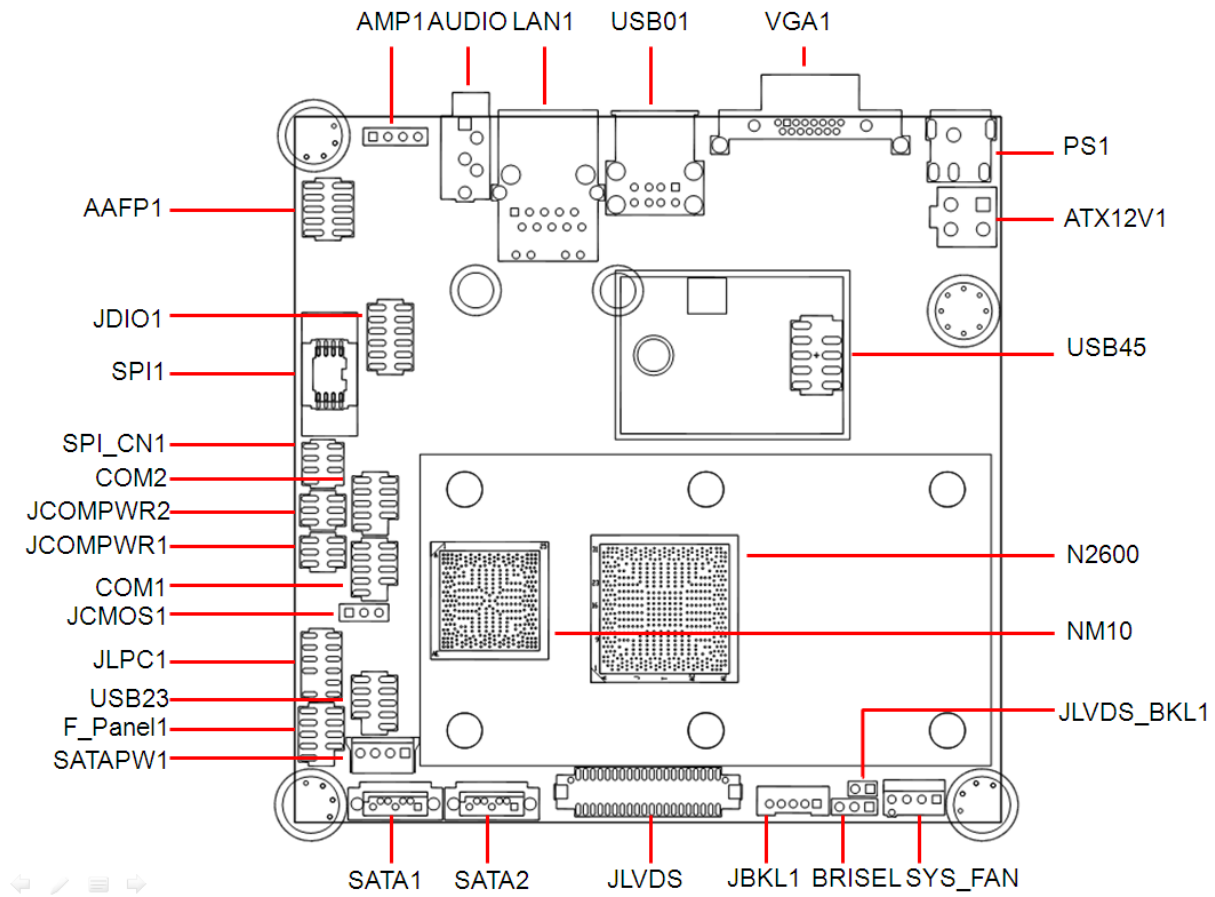 AMP1 AUDIO LAN1 USB01 VGA1
PS1
AAFP1
ATX12V1
JDIO1
USB45
SPI1
SPI_CN1
COM2
JCOMPWR2
JCOMPWR1
N2600
COM1
JCMOS1
NM10
JLPC1
USB23
JLVDS_BKL1
F_Panel1
SATAPW1
SATA1 SATA2 JLVDS JBKL1 BRISEL SYS_FAN